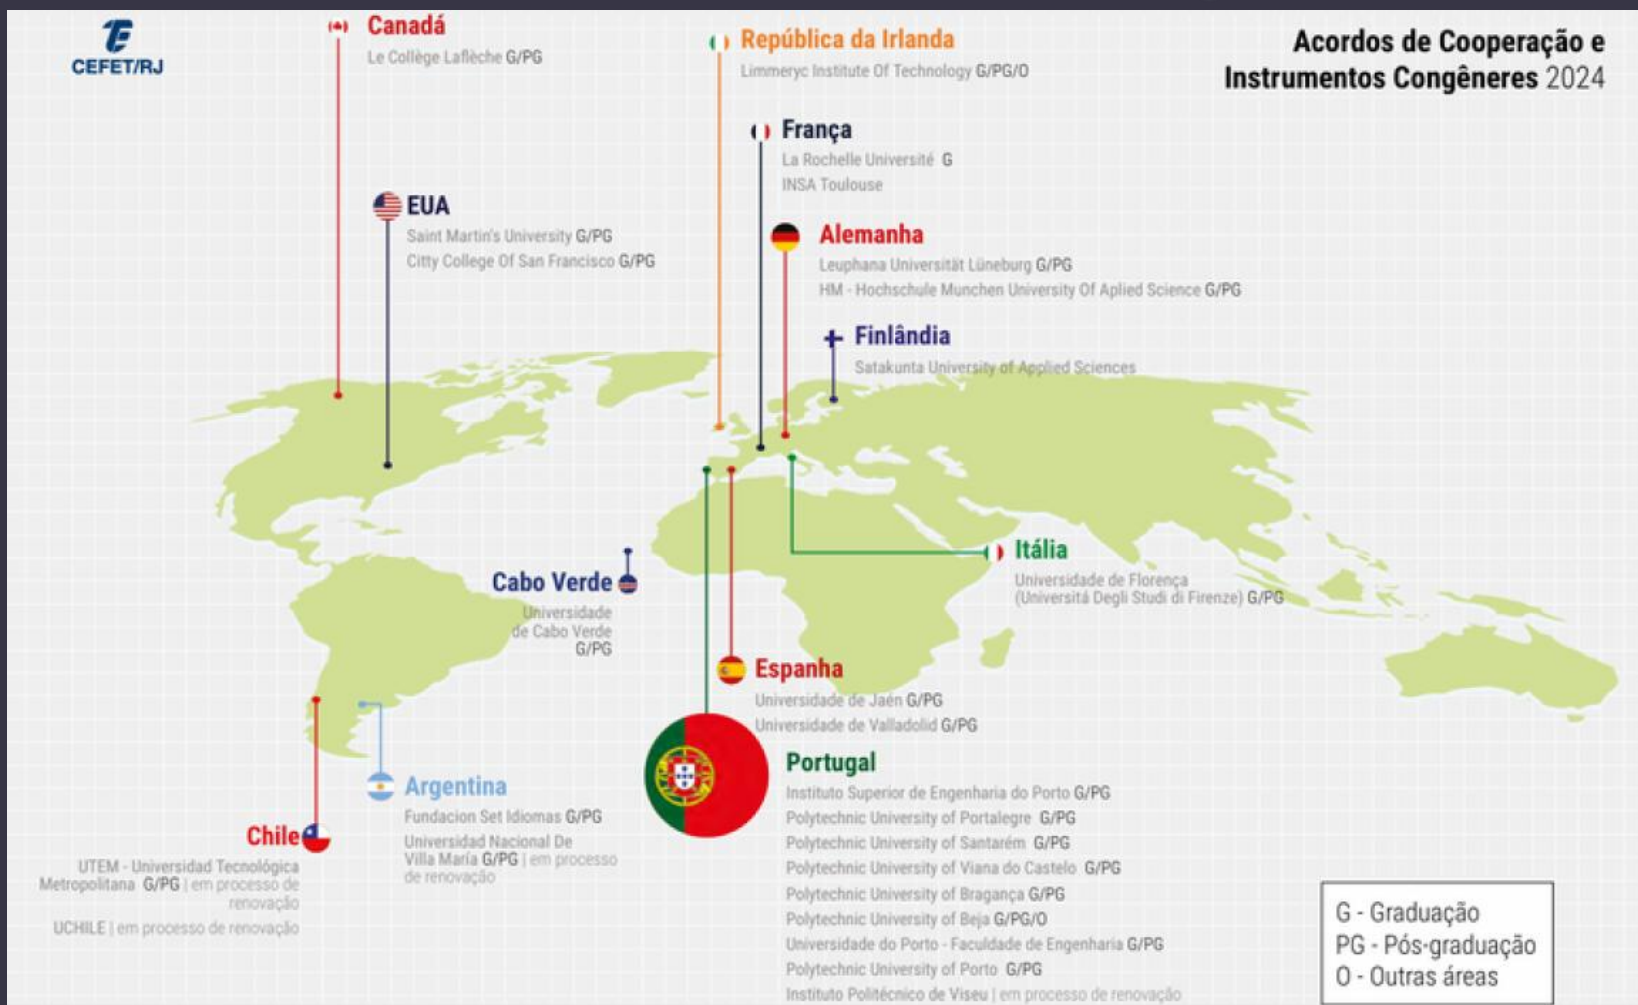 CEFET/RJ
Acordos de Cooperação e
Instrumentos Congêneres 2024
Canadá
Le Collège Laflèche G/PG
República da Irlanda
Limmeryc Institute Of Technology G/PG/O
França
La Rochelle Université G
INSA Toulouse
EUA
Saint Martin's University G/PG
Citty College Of San Francisco G/PG
Alemanha
Leuphana Universität Lüneburg G/PG
HM - Hochschule Munchen University Of Aplied Science G/PG
Finlândia
Satakunta University of Applied Sciences
Itália
Universidade de Florença
(Universitá Degli Studi di Firenze) G/PG
Cabo Verde
Universidade
de Cabo Verde
G/PG
Espanha
Universidade de Jaén G/PG
Universidade de Valladolid G/PG
Portugal
Instituto Superior de Engenharia do Porto G/PG
Polytechnic University of Portalegre G/PG
Polytechnic University of Santarém G/PG
Polytechnic University of Viana do Castelo G/PG
Polytechnic University of Bragança G/PG
Polytechnic University of Beja G/PG/O
Universidade do Porto - Faculdade de Engenharia G/PG
Polytechnic University of Porto G/PG
Instituto Politécnico de Viseu | em processo de renovação
Argentina
Fundacion Set Idiomas G/PG
Universidad Nacional De
Villa María G/PG | em processo
de renovação
Chile
UTEM - Universidad Tecnológica
Metropolitana G/PG | em processo de
renovação
UCHILE | em processo de renovação
G - Graduação
PG - Pós-graduação
O - Outras áreas